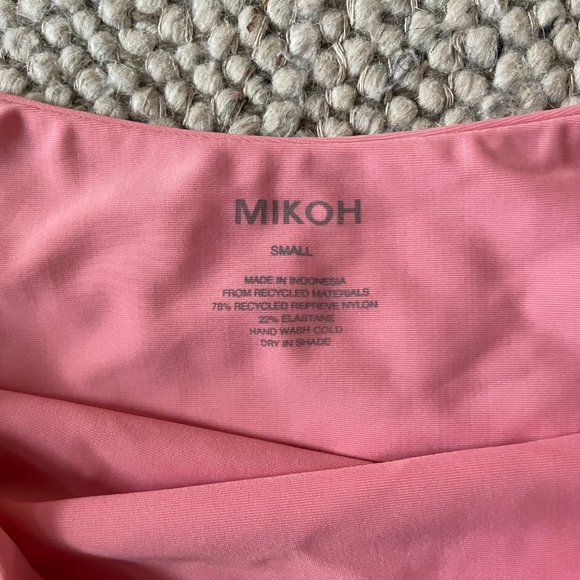 MIKOH
SMALL
MADE IN INDONESIA
FROM RECYCLED MATERIALS
78% RECYCLED REPREVE NYLON
22% ELASTANE
HAND WASH COLD
DRY IN SHADE